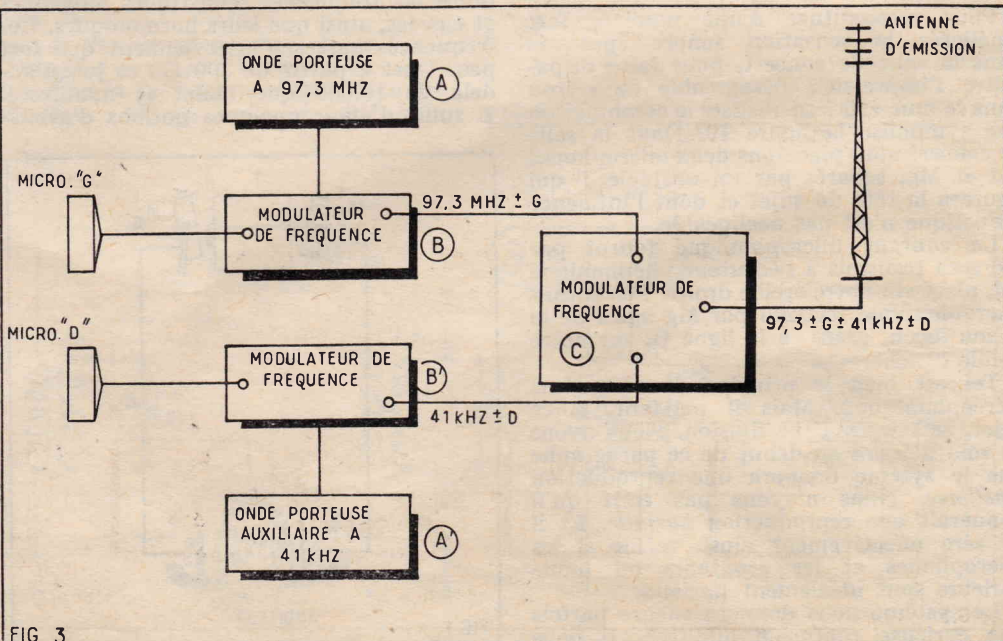 ANTENNE
D'EMISSION
ONDE PORTEUSE
A 97,3 MHZ
A
MICRO."G"
MODULATEUR
DE FREQUENCE
B
97.3 MHZ ± G
MODULATEUR DE
FREQUENCE
C
97,3 ± G ± 41 kHZ ± D
MICRO."D"
MODULATEUR DE
FREQUENCE
B'
41 kHZ ± D
ONDE PORTEUSE
AUXILIAIRE A
41 kHZ
A'
FIG. 3